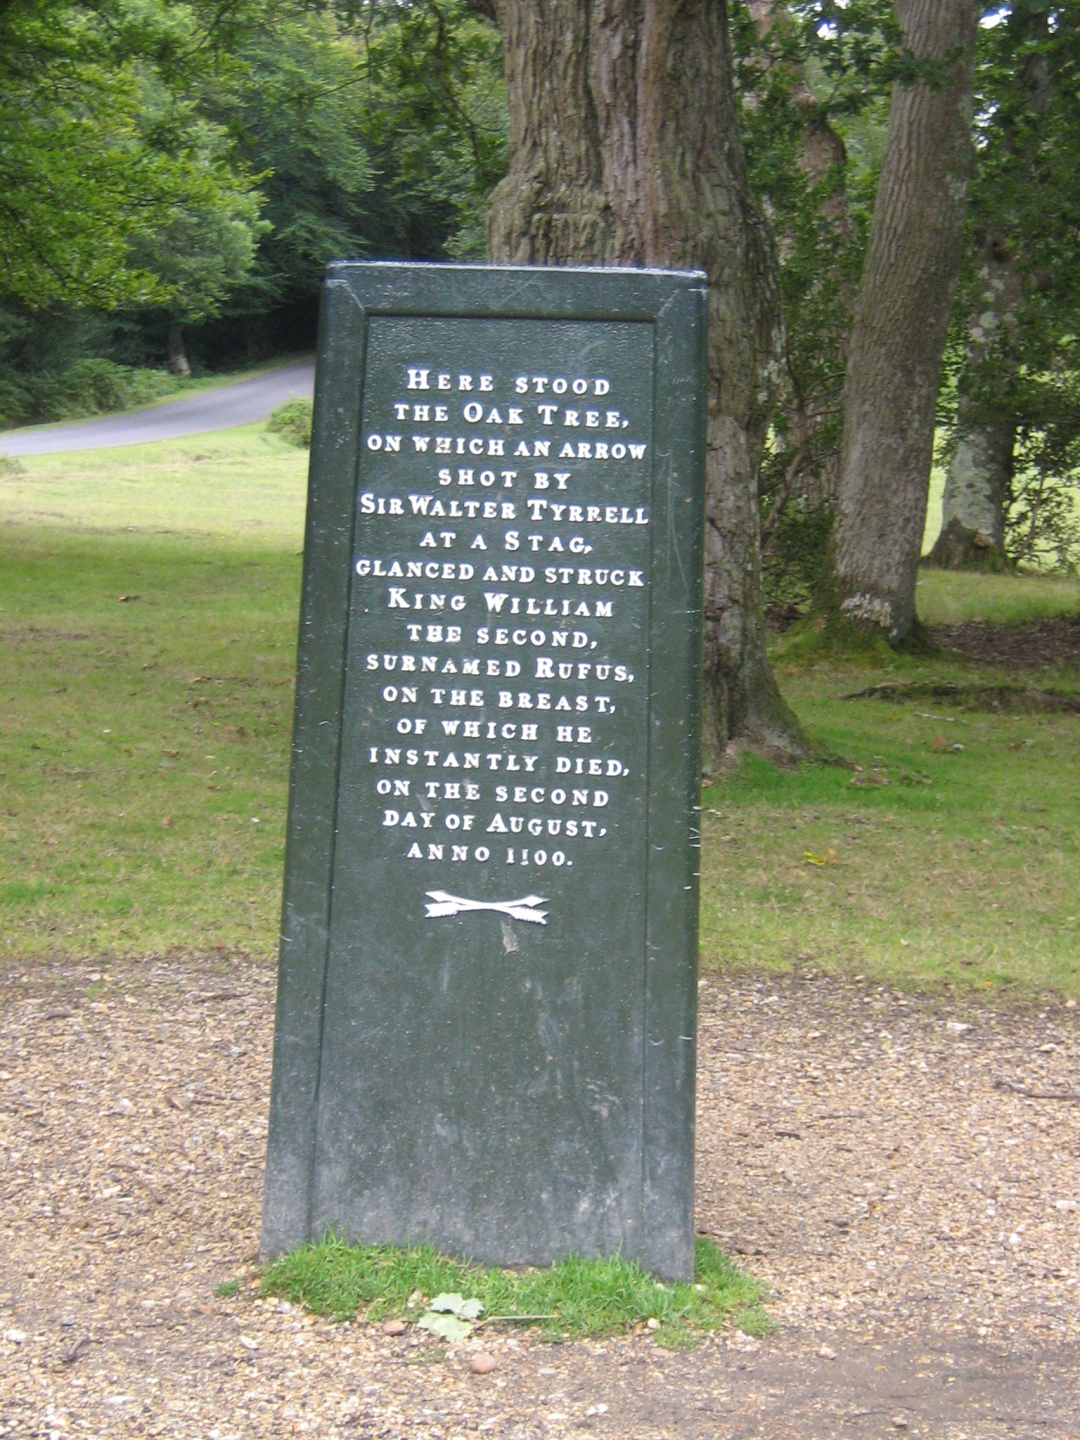 Here stood
the Oak Tree,
on which an arrow
shot by
Sir Walter Tyrrell
at a Stag,
glanced and struck
King William
the second,
surnamed Rufus,
on the breast,
of which he
instantly died,
on the second
day of August,
anno 1100.